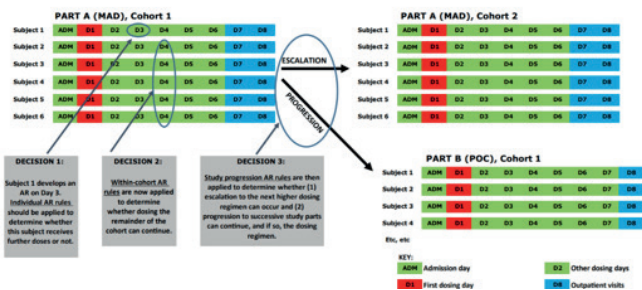 PART A (MAD), Cohort 1
Subject 1 ADM D1 D2 D3 D4 D5 D6 D7 D8
Subject 2 ADM D1 D2 D3 D4 D5 D6 D7 D8
Subject 3 ADM D1 D2 D3 D4 D5 D6 D7 D8
Subject 4 ADM D1 D2 D3 D4 D5 D6 D7 D8
Subject 5 ADM D1 D2 D3 D4 D5 D6 D7 D8
Subject 6 ADM D1 D2 D3 D4 D5 D6 D7 D8
ESCALATION
PROGRESSION
PART A (MAD), Cohort 2
Subject 1 ADM D1 D2 D3 D4 D5 D6 D7 D8
Subject 2 ADM D1 D2 D3 D4 D5 D6 D7 D8
Subject 3 ADM D1 D2 D3 D4 D5 D6 D7 D8
Subject 4 ADM D1 D2 D3 D4 D5 D6 D7 D8
Subject 5 ADM D1 D2 D3 D4 D5 D6 D7 D8
Subject 6 ADM D1 D2 D3 D4 D5 D6 D7 D8
DECISION 1:
Subject 1 develops an
AR on Day 3.
Individual AR rules
should be applied to
determine whether
this subject receives
further doses or not.
DECISION 2:
Within-cohort AR
rules are now applied
to determine
whether dosing the
remainder of the
cohort can continue.
DECISION 3:
Study progression AR rules are then
applied to determine whether (1)
escalation to the next higher dosing
regimen can occur and (2)
progression to successive study parts
can continue, and if so, the dosing
regimen.
PART B (POC), Cohort 1
Subject 1 ADM D1 D2 D3 D4 D5 D6 D7 D8
Subject 2 ADM D1 D2 D3 D4 D5 D6 D7 D8
Subject 3 ADM D1 D2 D3 D4 D5 D6 D7 D8
Subject 4 ADM D1 D2 D3 D4 D5 D6 D7 D8
Etc, etc
KEY:
ADM Admission day D2 Other dosing days
D1 First dosing day D8 Outpatient visits